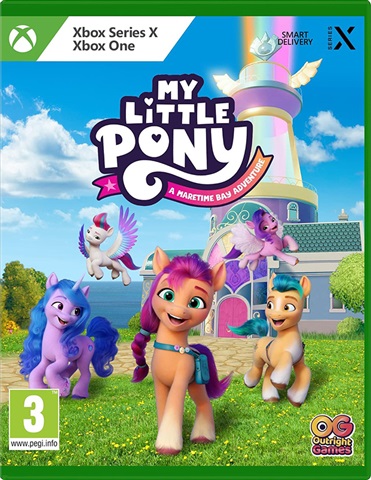 Xbox Series X
Xbox One
SMART
DELIVERY
SERIES
X
MY
LITTLE
PONY
A MARETIME BAY ADVENTURE
3
www.pegi.info
OG
Outright
Games